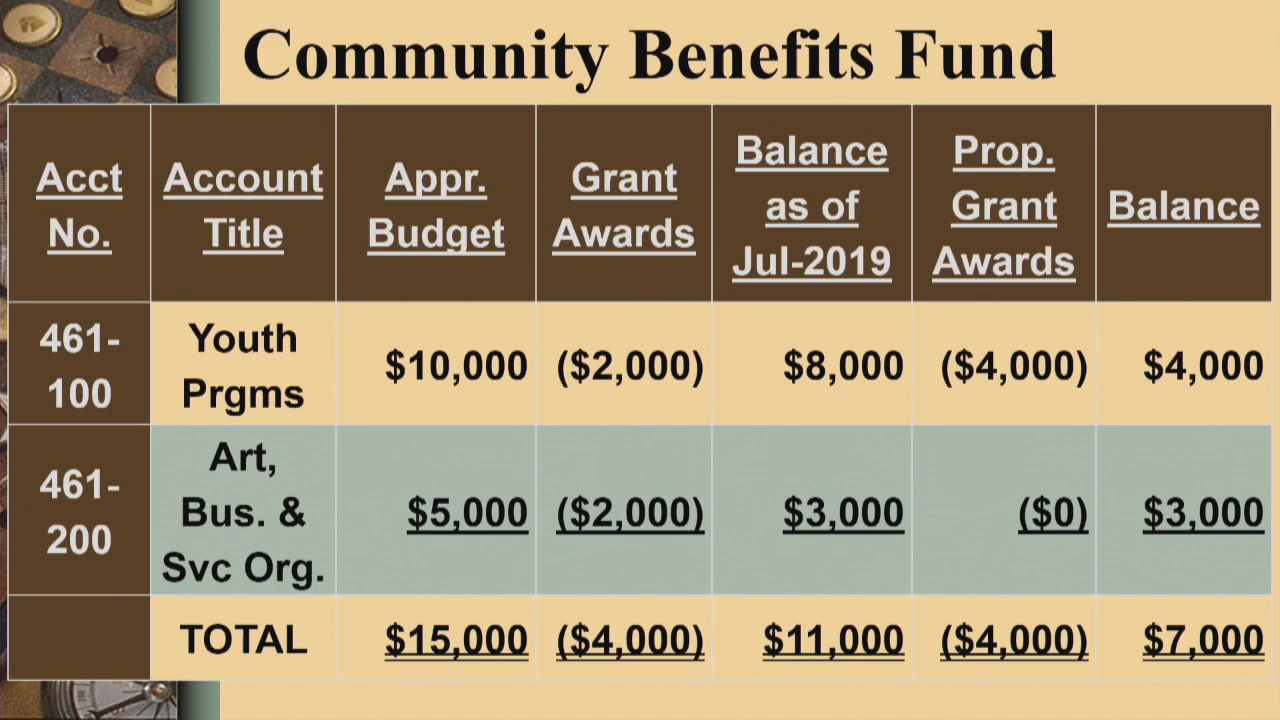 Community Benefits Fund
Acct No. Account Title Appr. Budget Grant Awards Balance as of Jul-2019 Prop. Grant Awards Balance
461-100 Youth Prgms $10,000 ($2,000) $8,000 ($4,000) $4,000
461-200 Art, Bus. & Svc Org. $5,000 ($2,000) $3,000 ($0) $3,000
TOTAL $15,000 ($4,000) $11,000 ($4,000) $7,000